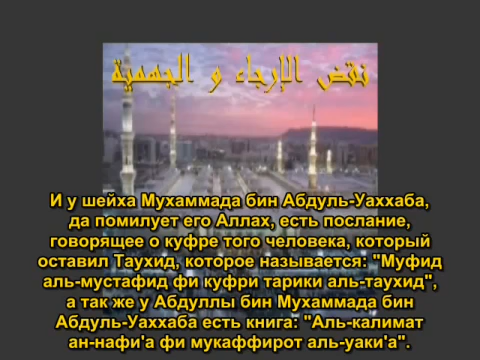 نقض الإرجاء و الجهمية
И у шейха Мухаммада бин Абдуль-Уаххаба,
да помилует его Аллах, есть послание,
говорящее о куфре того человека, который
оставил Таухид, которое называется: "Муфид
аль-мустафид фи куфри тарики аль-таухид",
а так же у Абдуллы бин Мухаммада бин
Абдуль-Уаххаба есть книга: "Аль-калимат
ан-нафи'а фи мукаффирот аль-уаки'а".